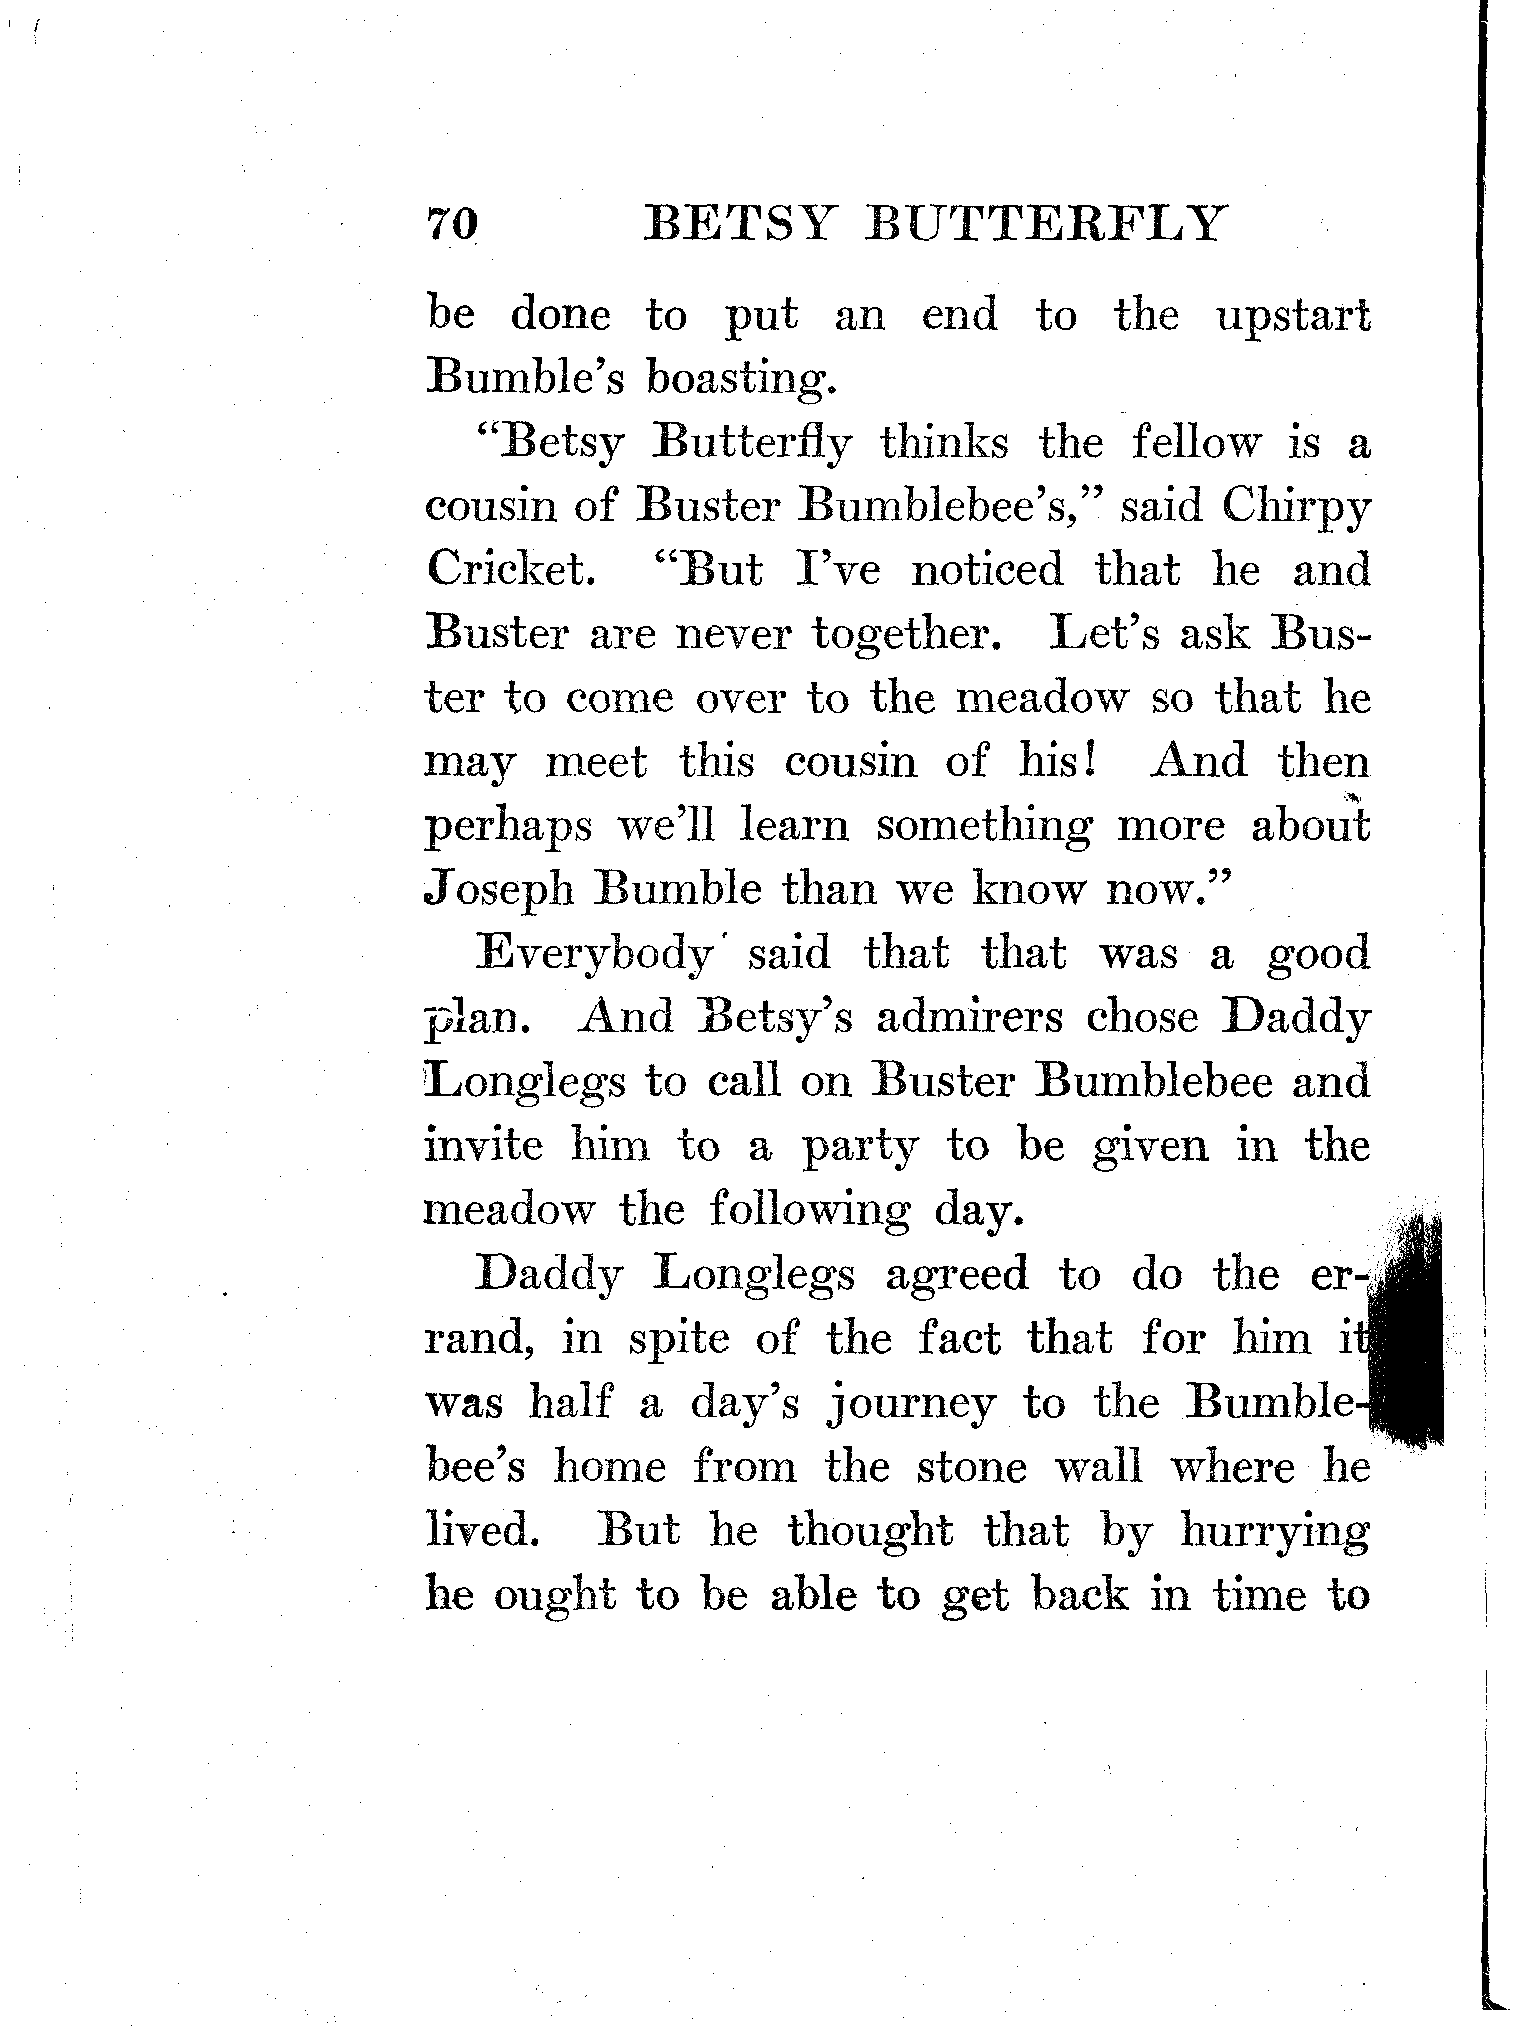 70 BETSY BUTTERFLY
be done to put an end to the upstart
Bumble's boasting.
"Betsy Butterfly thinks the fellow is a
cousin of Buster Bumblebee's," said Chirpy
Cricket. "But I've noticed that he and
Buster are never together. Let's ask Bus-
ter to come over to the meadow so that he
may meet this cousin of his! And then
perhaps we'll learn something more about
Joseph Bumble than we know now."
Everybody said that that was a good
plan. And Betsy's admirers chose Daddy
Longlegs to call on Buster Bumblebee and
invite him to a party to be given in the
meadow the following day.
Daddy Longlegs agreed to do the er-
rand, in spite of the fact that for him it
was half a day's journey to the Bumble-
bee's home from the stone wall where he
lived. But he thought that by hurrying
he ought to be able to get back in time to